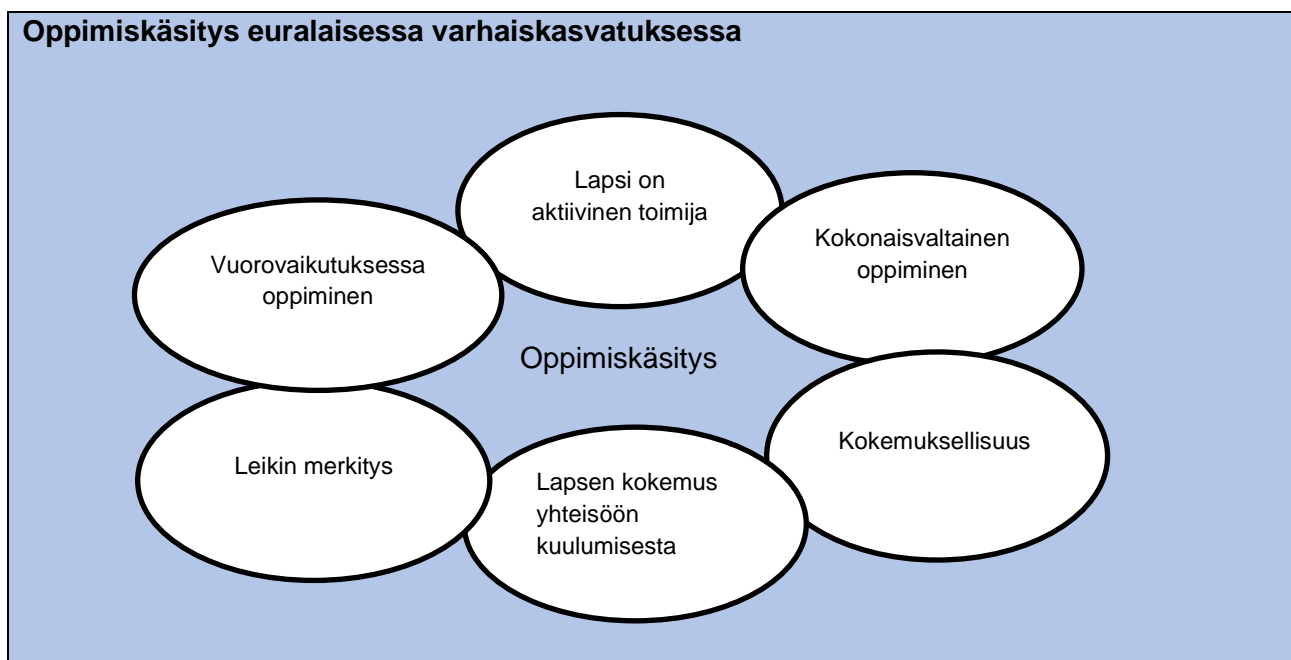 Oppimiskäsitys euralaisessa varhaiskasvatuksessa
Lapsi on
aktiivinen toimija
Kokonaisvaltainen
oppiminen
Vuorovaikutuksessa
oppiminen
Oppimiskäsitys
Kokemuksellisuus
Leikin merkitys
Lapsen kokemus
yhteisöön
kuulumisesta